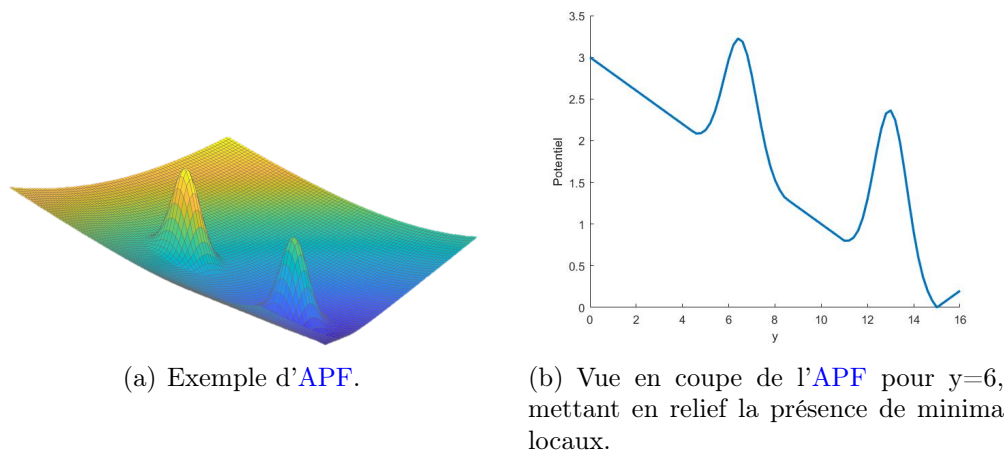 3.5
3
2.5
2
1.5
1
0.5
0
Potentiel
0 2 4 6 8 10 12 14 16
y
(a) Exemple d'APF.
(b) Vue en coupe de l'APF pour y=6,
mettant en relief la présence de minima
locaux.